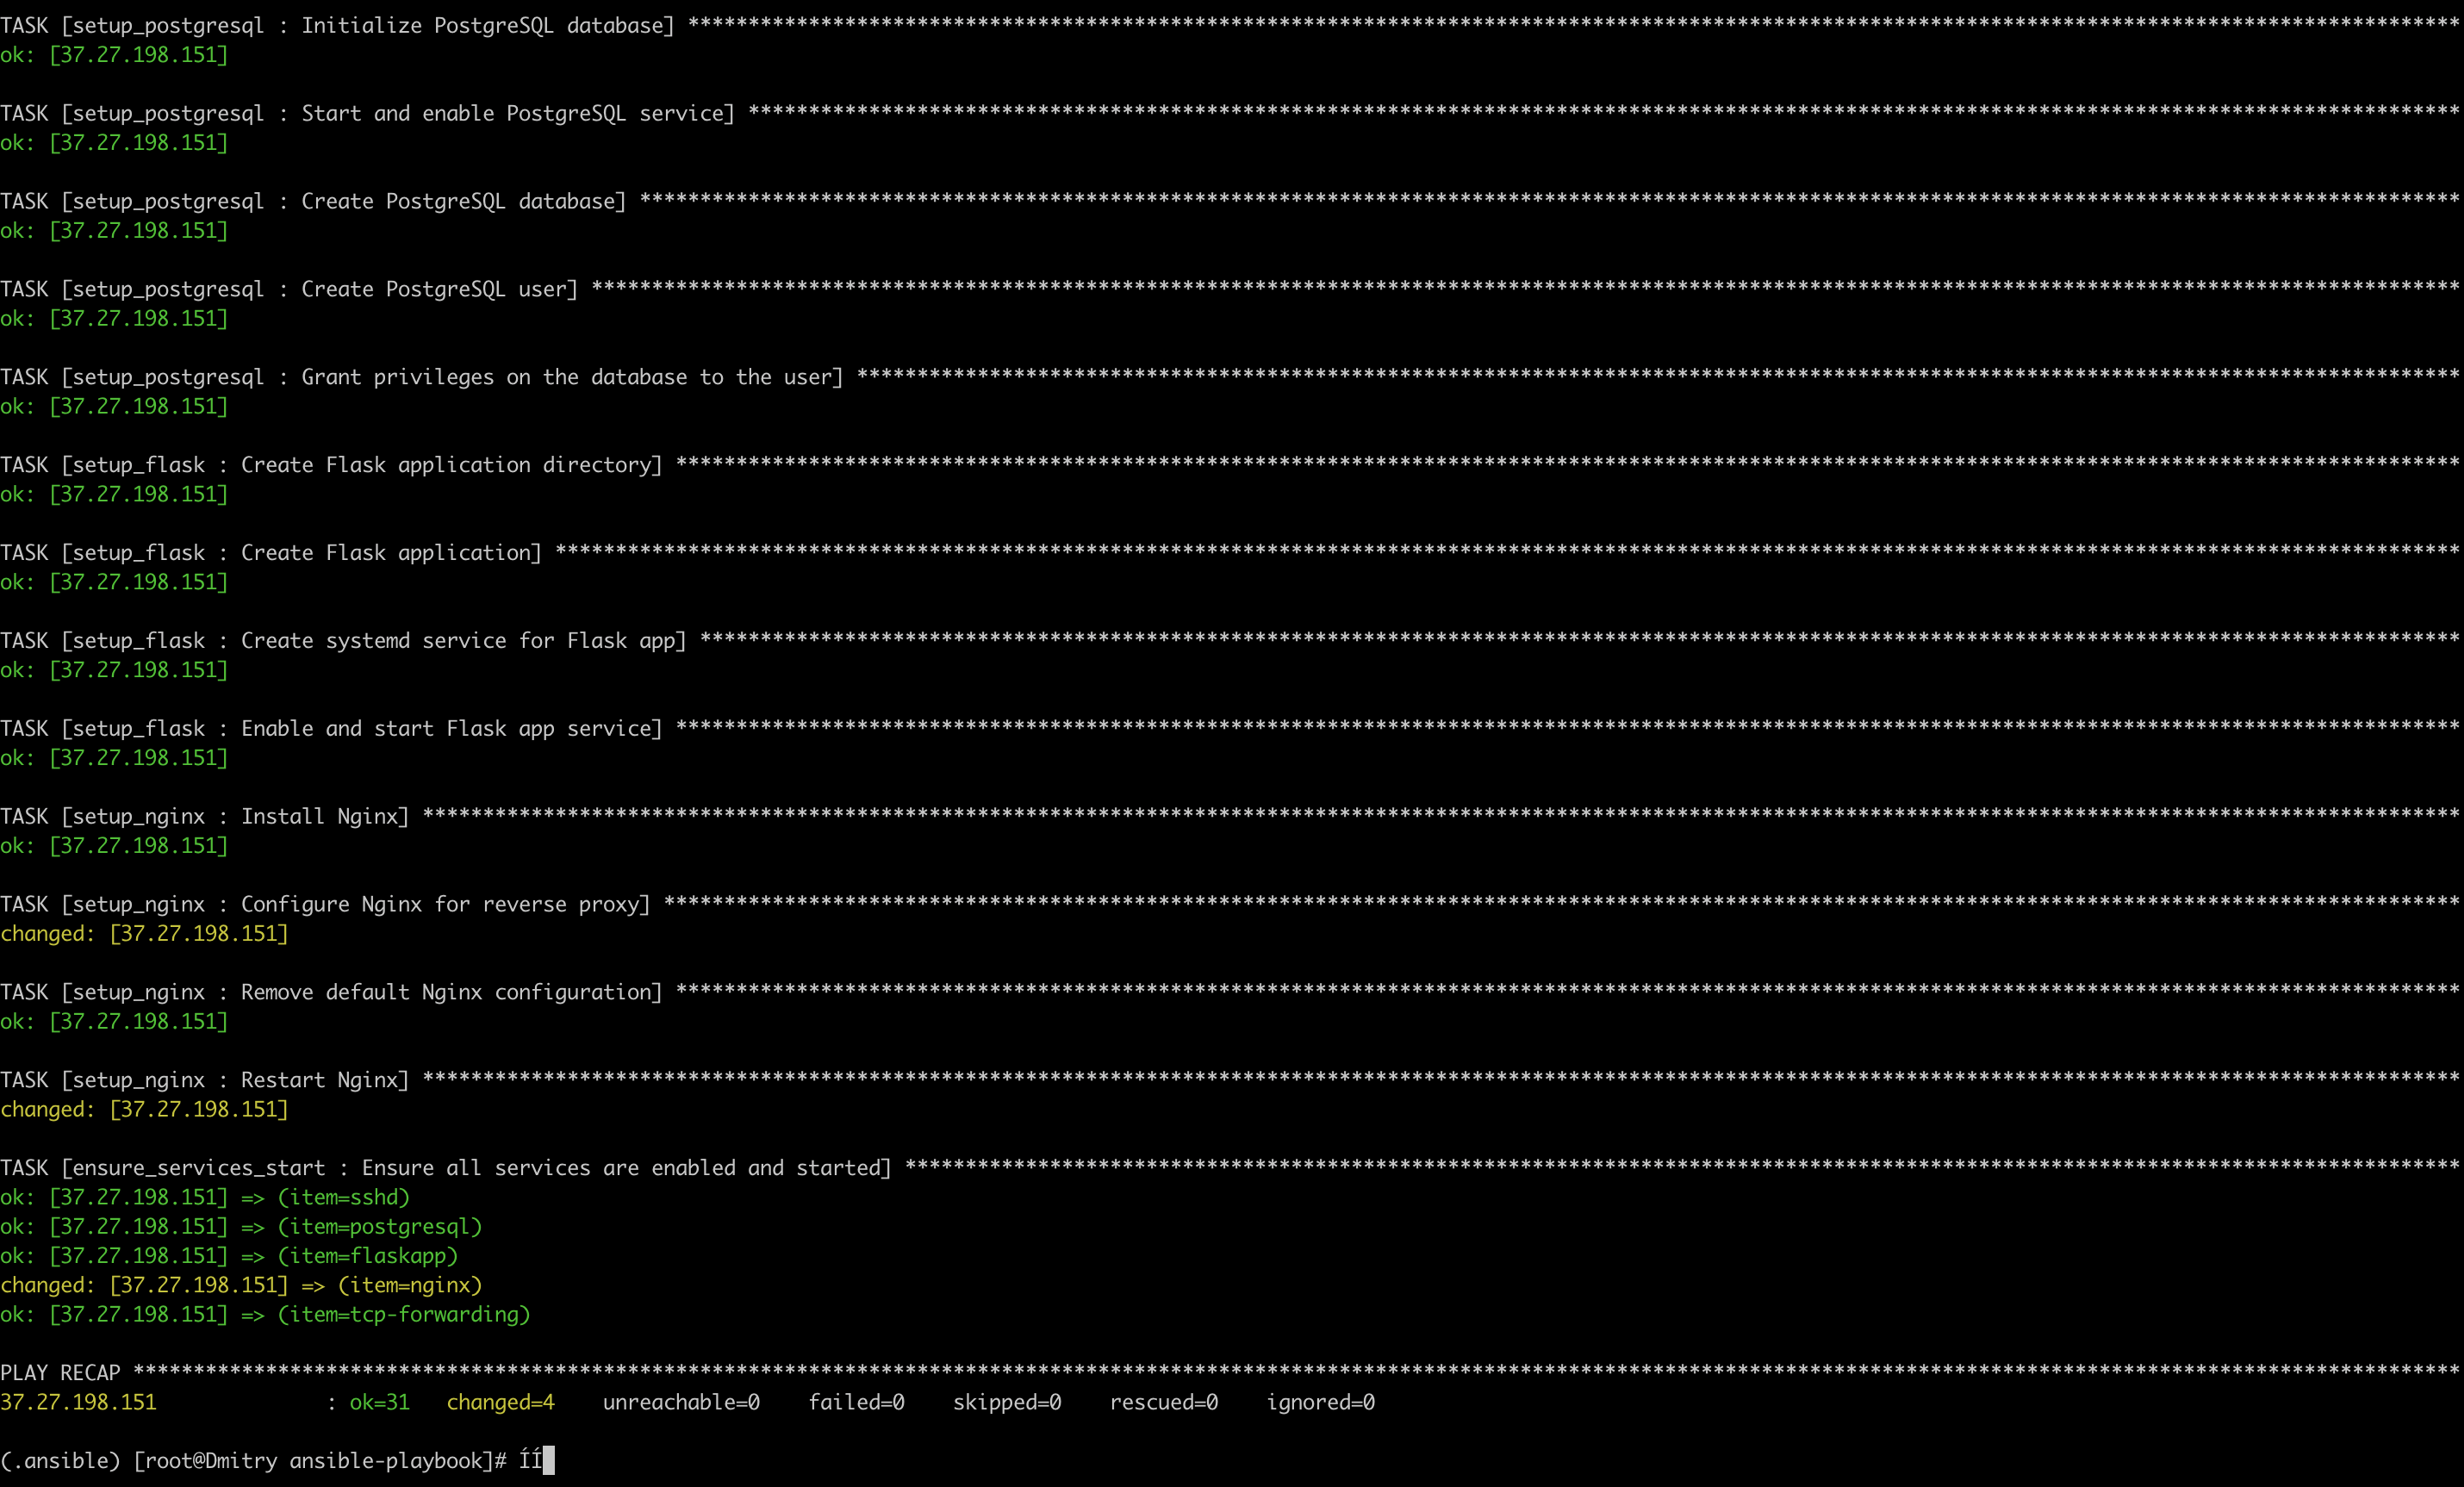 TASK [setup_postgresql : Initialize PostgreSQL database] ***************************************************************************************************************************************************
ok: [37.27.198.151]
TASK [setup_postgresql : Start and enable PostgreSQL service] **********************************************************************************************************************************************
ok: [37.27.198.151]
TASK [setup_postgresql : Create PostgreSQL database] *******************************************************************************************************************************************************
ok: [37.27.198.151]
TASK [setup_postgresql : Create PostgreSQL user] ***********************************************************************************************************************************************************
ok: [37.27.198.151]
TASK [setup_postgresql : Grant privileges on the database to the user] *************************************************************************************************************************************
ok: [37.27.198.151]
TASK [setup_flask : Create Flask application directory] ****************************************************************************************************************************************************
ok: [37.27.198.151]
TASK [setup_flask : Create Flask application] **************************************************************************************************************************************************************
ok: [37.27.198.151]
TASK [setup_flask : Create systemd service for Flask app] **************************************************************************************************************************************************
ok: [37.27.198.151]
TASK [setup_flask : Enable and start Flask app service] ****************************************************************************************************************************************************
ok: [37.27.198.151]
TASK [setup_nginx : Install Nginx] *************************************************************************************************************************************************************************
ok: [37.27.198.151]
TASK [setup_nginx : Configure Nginx for reverse proxy] *****************************************************************************************************************************************************
changed: [37.27.198.151]
TASK [setup_nginx : Remove default Nginx configuration] ****************************************************************************************************************************************************
ok: [37.27.198.151]
TASK [setup_nginx : Restart Nginx] *************************************************************************************************************************************************************************
changed: [37.27.198.151]
TASK [ensure_services_start : Ensure all services are enabled and started] *********************************************************************************************************************************
ok: [37.27.198.151] => (item=sshd)
ok: [37.27.198.151] => (item=postgresql)
ok: [37.27.198.151] => (item=flaskapp)
changed: [37.27.198.151] => (item=nginx)
ok: [37.27.198.151] => (item=tcp-forwarding)
PLAY RECAP *************************************************************************************************************************************************************************************************
37.27.198.151 : ok=31 changed=4 unreachable=0 failed=0 skipped=0 rescued=0 ignored=0
(.ansible) [root@Dmitry ansible-playbook]# ÍÍ